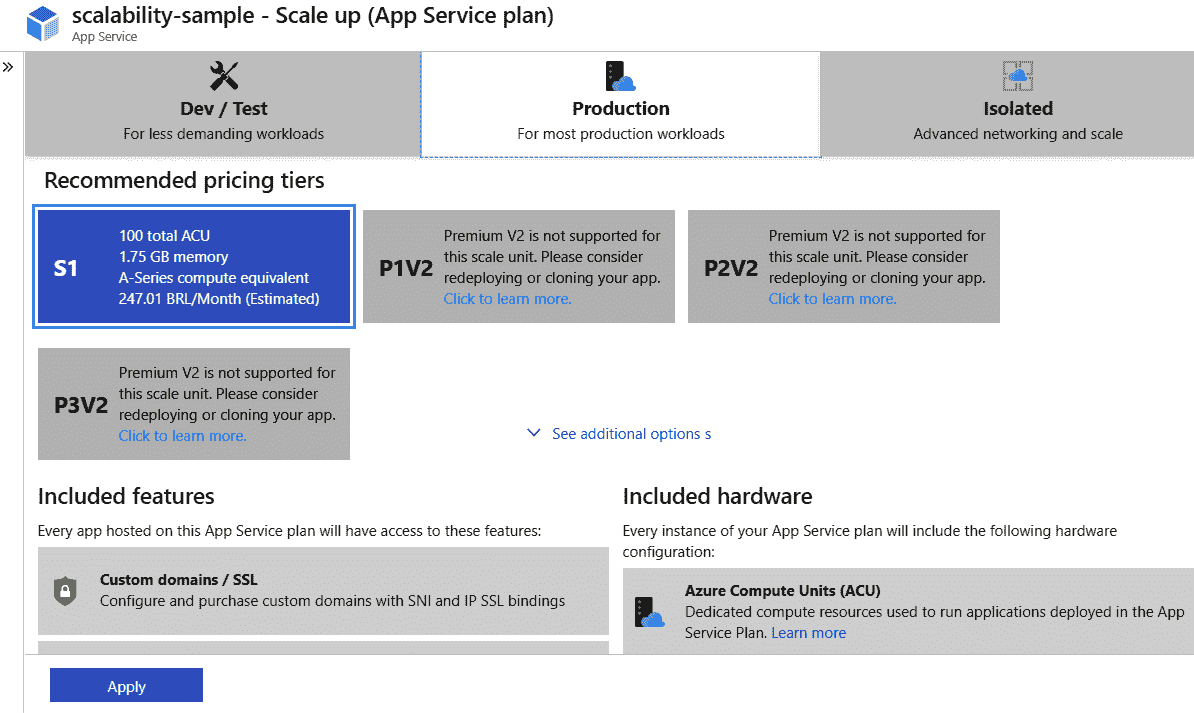 scalability-sample - Scale up (App Service plan)
App Service
»
Dev / Test
For less demanding workloads
Production
For most production workloads
Isolated
Advanced networking and scale
Recommended pricing tiers
S1
100 total ACU
1.75 GB memory
A-Series compute equivalent
247.01 BRL/Month (Estimated)
P1V2
Premium V2 is not supported for
this scale unit. Please consider
redeploying or cloning your app.
Click to learn more.
P2V2
Premium V2 is not supported for
this scale unit. Please consider
redeploying or cloning your app.
Click to learn more.
P3V2
Premium V2 is not supported for
this scale unit. Please consider
redeploying or cloning your app.
Click to learn more.
See additional options s
Included features
Every app hosted on this App Service plan will have access to these features:
Custom domains / SSL
Configure and purchase custom domains with SNI and IP SSL bindings
Included hardware
Every instance of your App Service plan will include the following hardware
configuration:
Azure Compute Units (ACU)
Dedicated compute resources used to run applications deployed in the App
Service Plan. Learn more
Apply